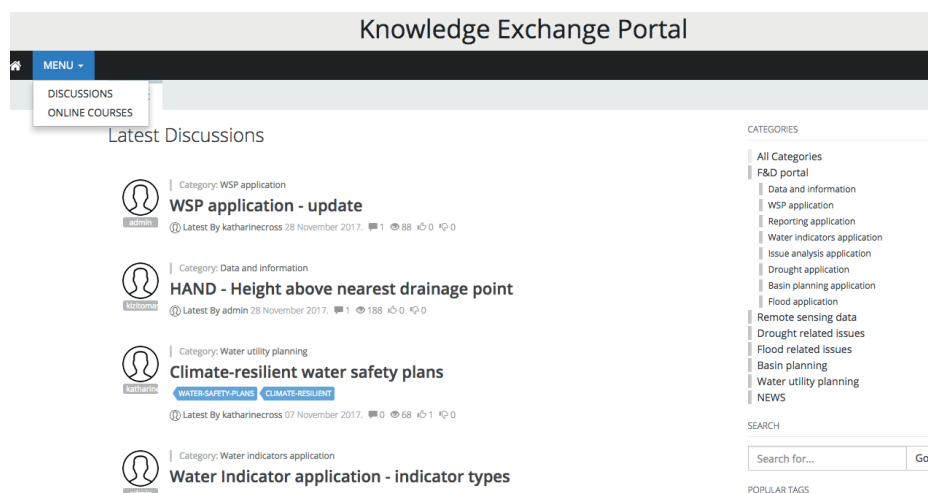 Knowledge Exchange Portal
MENU
DISCUSSIONS
ONLINE COURSES
Latest Discussions
Category: WSP application
WSP application - update
admin
Latest By katharinecross 28 November 2017. 1 88 0 0
Category: Data and information
HAND - Height above nearest drainage point
Latest By admin 28 November 2017. 1 188 0 0
Category: Water utility planning
Climate-resilient water safety plans
katharine
WATER-SAFETY-PLANS CLIMATE-RESILIENT
Latest By katharinecross 07 November 2017. 0 68 1 0
Category: Water indicators application
Water Indicator application - indicator types
admin
CATEGORIES
All Categories
F&D portal
Data and information
WSP application
Reporting application
Water indicators application
Issue analysis application
Drought application
Basin planning application
Flood application
Remote sensing data
Drought related issues
Flood related issues
Basin planning
Water utility planning
NEWS
SEARCH
Search for... Go
POPULAR TAGS